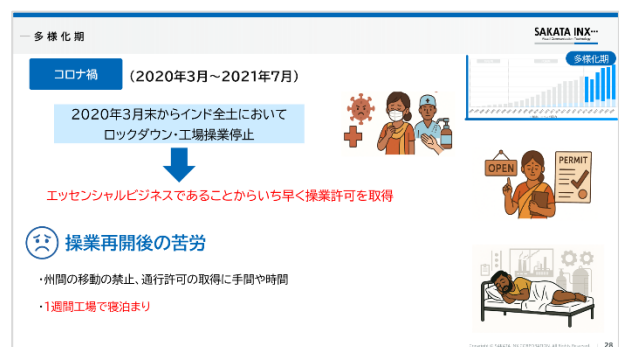 多様化期
SAKATA INX
Visual Communication Technology
多様化期
コロナ禍
(2020年3月~2021年7月)
2020年3月末からインド全土において
ロックダウン・工場操業停止
OPEN
PERMIT
エッセンシャルビジネスであることからいち早く操業許可を取得
操業再開後の苦労
・州間の移動の禁止、通行許可の取得に手間や時間
・1週間工場で寝泊まり
28